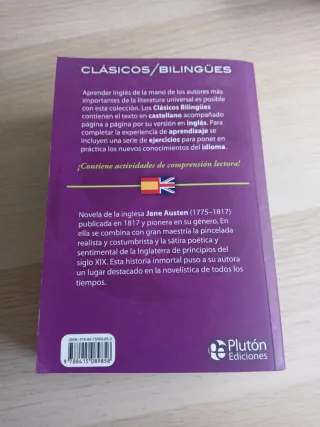 CLÁSICOS/BILINGÜES
Aprender inglés de la mano de los autores más
importantes de la literatura universal es posible
con esta colección. Los Clásicos Bilingües
contienen el texto en castellano acompañado
página a página por su versión en inglés. Para
completar la experiencia de aprendizaje se
incluyen una serie de ejercicios para poner en
práctica los nuevos conocimientos del idioma.
¡Contiene actividades de comprensión lectora!
Novela de la inglesa Jane Austen (1775–1817)
publicada en 1817 y pionera en su género. En
ella se combina con gran maestría la pincelada
realista y costumbrista y la sátira poética y
sentimental de la Inglaterra de principios del
siglo XIX. Esta historia inmortal puso a su autora
un lugar destacado en la novelística de todos los
tiempos.
9 788415 089858
Plutón
Ediciones